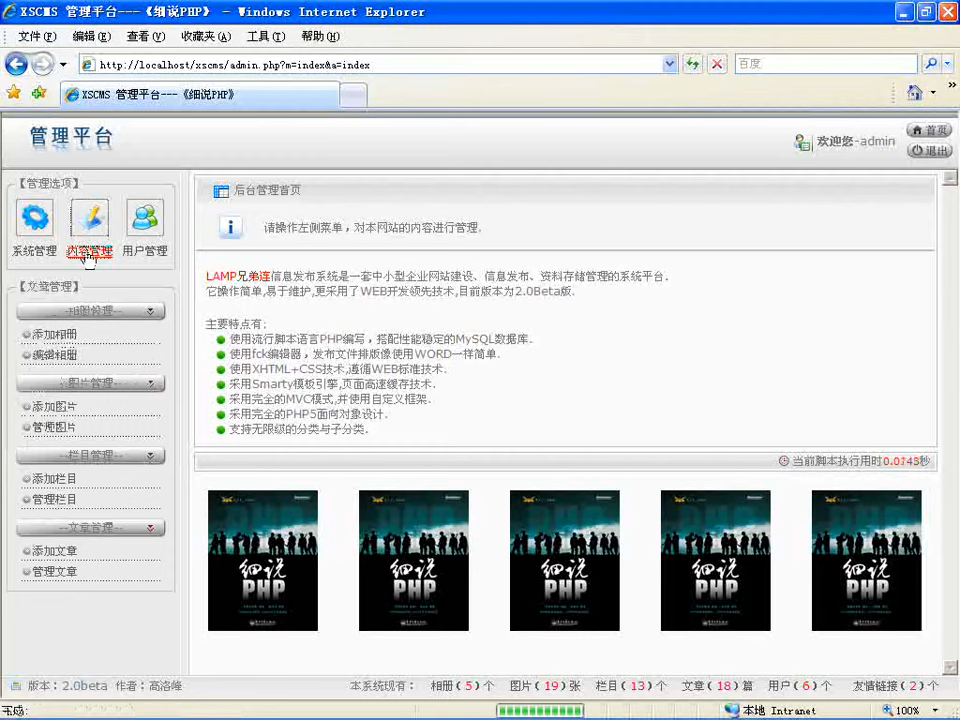 XSCMS 管理平台---《细说PHP》 - Windows Internet Explorer
文件(F) 编辑(E) 查看(V) 收藏夹(A) 工具(T) 帮助(H)
http://localhost/xscms/admin.php?m=index&a=index
百度
XSCMS 管理平台---《细说PHP》
管理平台
欢迎您-admin
首页
退出
【管理选项】
系统管理 内容管理 用户管理
后台管理首页
请操作左侧菜单，对本网站的内容进行管理.
--相册管理--
添加相册
编辑相册
--图片管理--
添加图片
管理图片
--栏目管理--
添加栏目
管理栏目
--文章管理--
添加文章
管理文章
LAMP兄弟连信息发布系统是一套中小型企业网站建设、信息发布、资料存储管理的系统平台.
它操作简单,易于维护,更采用了WEB开发领先技术,目前版本为2.0Beta版.
主要特点有:
使用流行脚本语言PHP编写，搭配性能稳定的MySQL数据库.
使用fck编辑器，发布文件排版像使用WORD一样简单.
使用XHTML+CSS技术,遵循WEB标准技术.
采用Smarty模板引擎,页面高速缓存技术.
采用完全的MVC模式,并使用自定义框架.
采用完全的PHP5面向对象设计.
支持无限级的分类与子分类.
当前脚本执行用时0.0743秒
细说 PHP
细说 PHP
细说 PHP
细说 PHP
细说 PHP
版本：2.0beta 作者：高洛峰
本系统现有： 相册(5)个 图片(19)张 栏目(13)个 文章(18)篇 用户(6)个 友情链接(2)个
本地 Intranet
100%